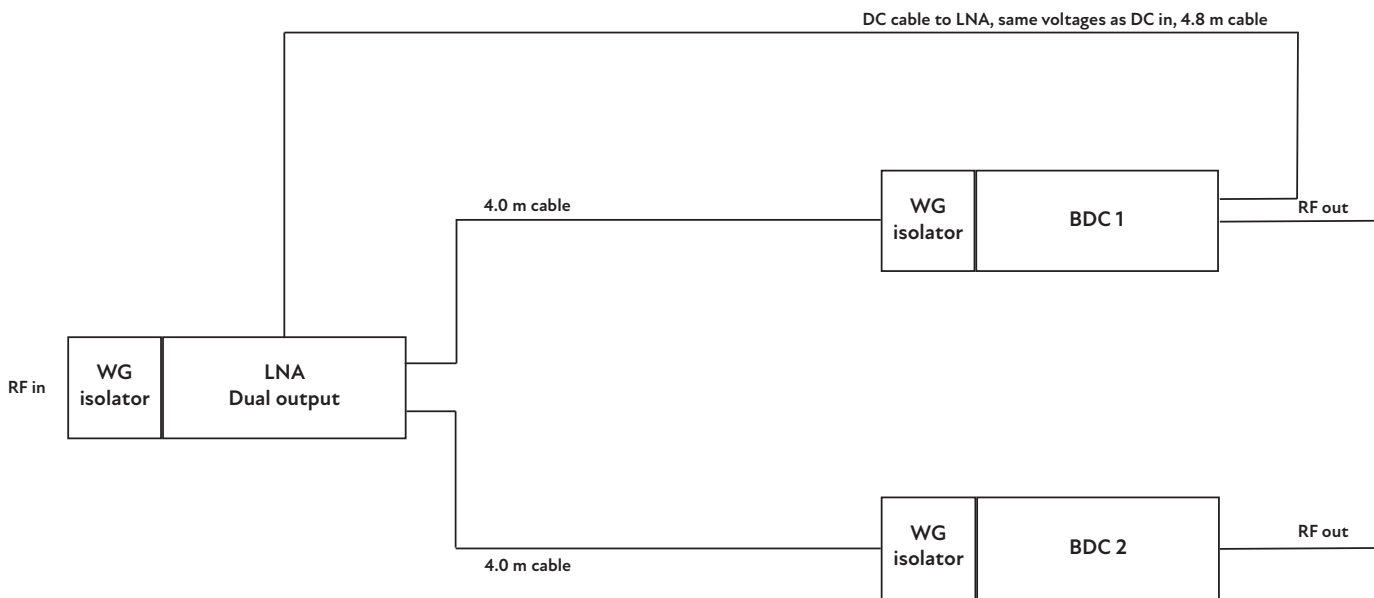 DC cable to LNA, same voltages as DC in, 4.8 m cable
4.0 m cable
WG
isolator
BDC 1
RF out
RF in
WG
isolator
LNA
Dual output
4.0 m cable
WG
isolator
BDC 2
RF out